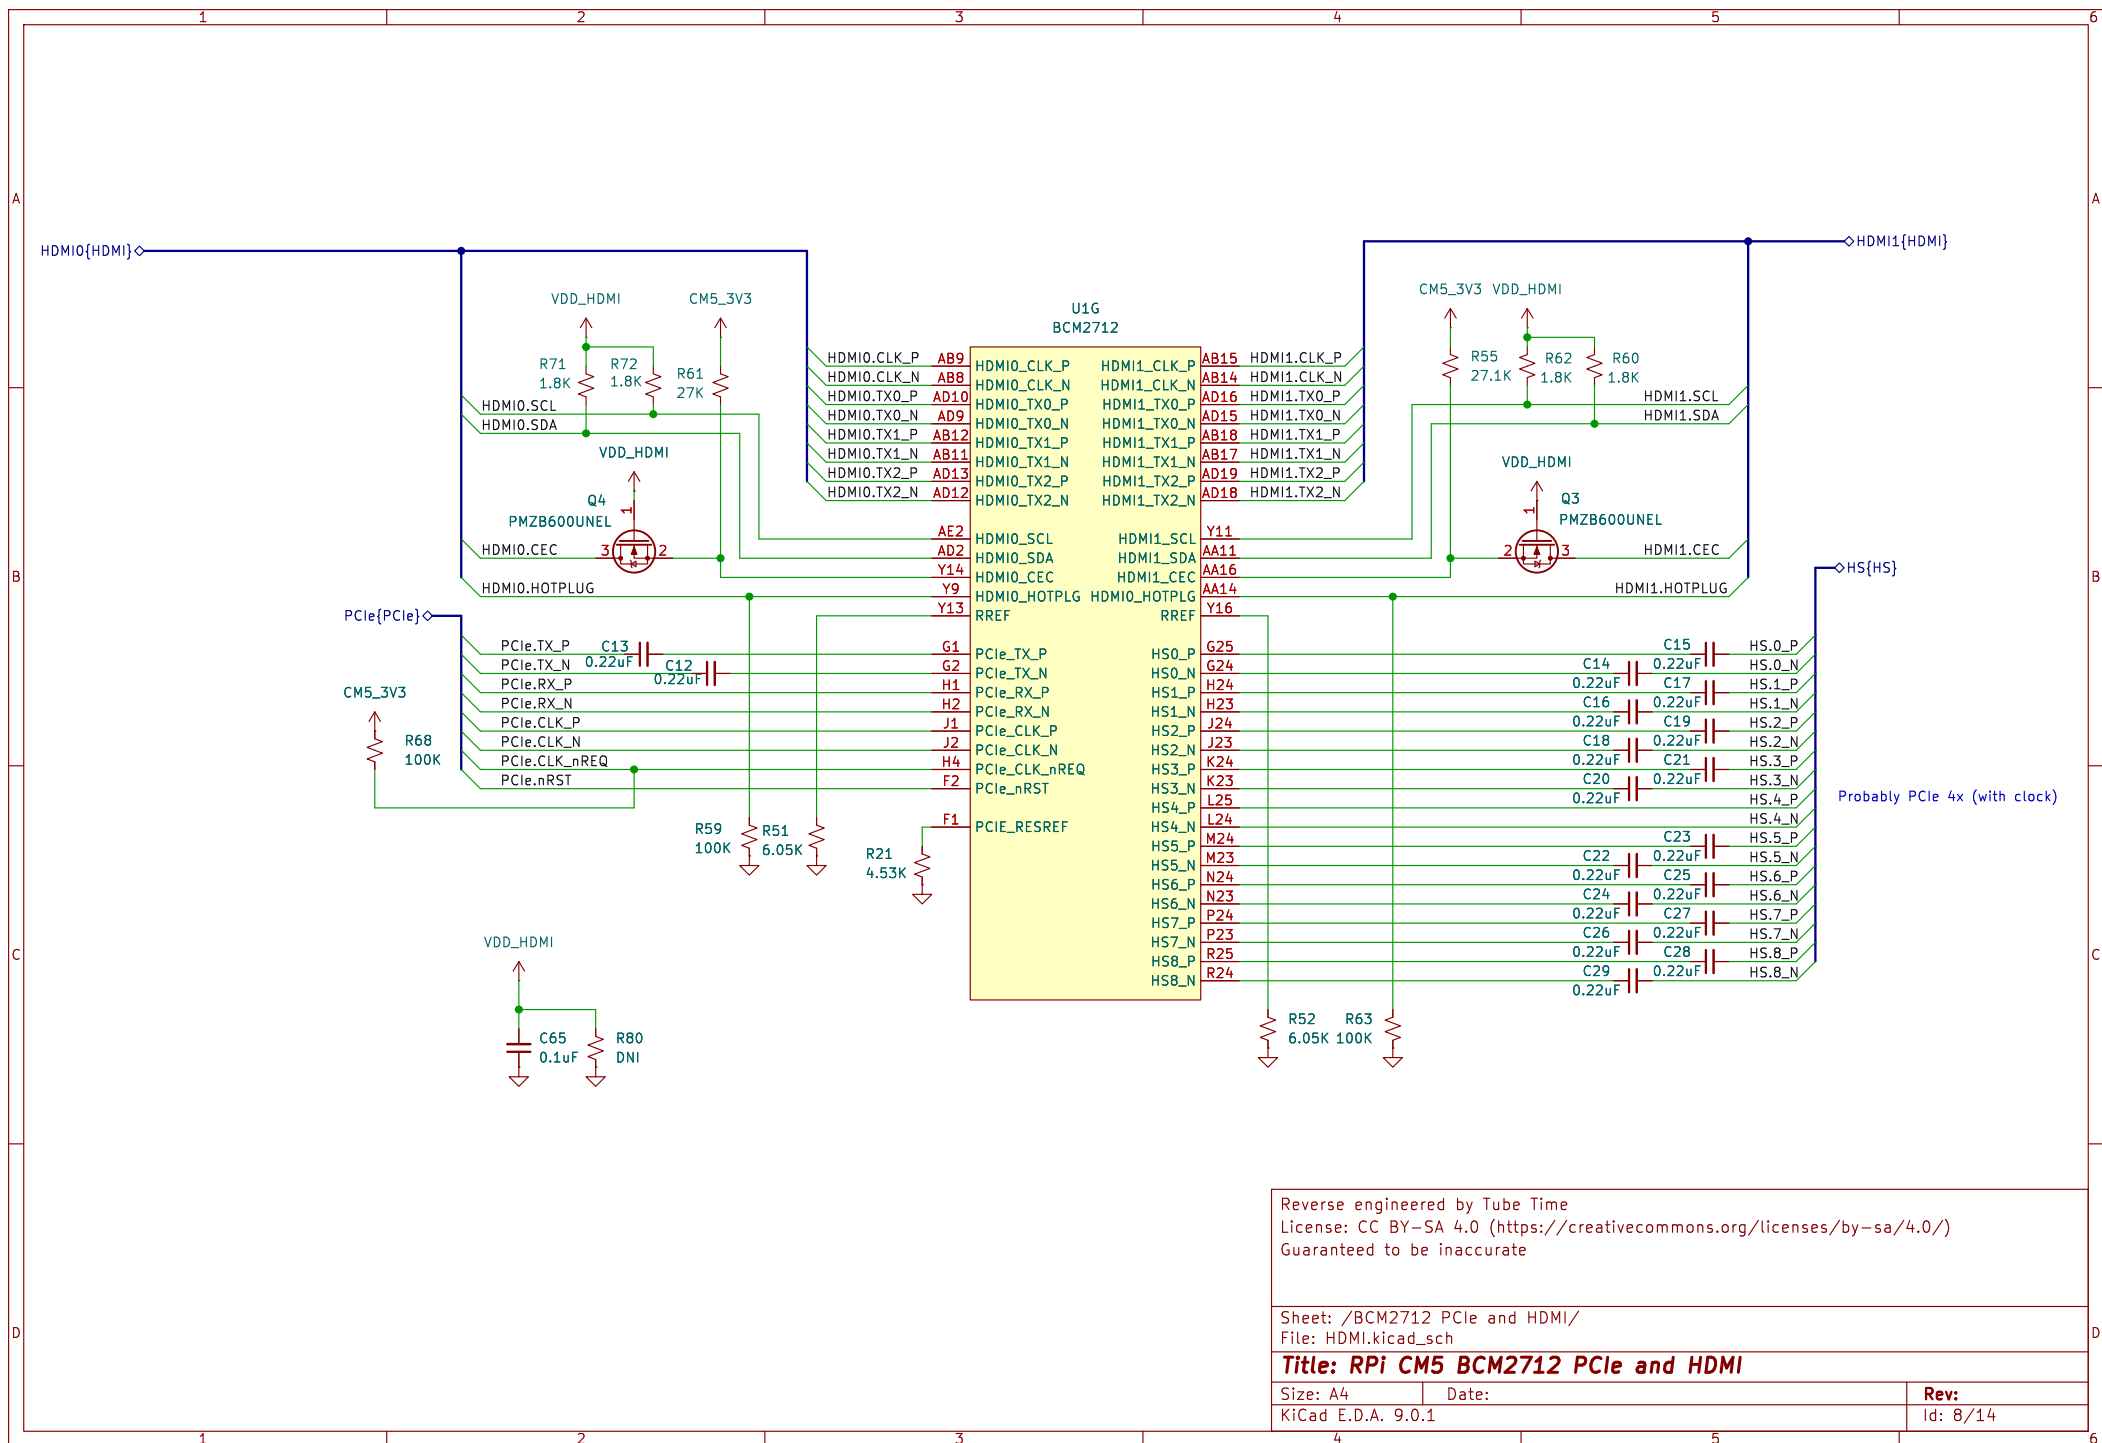 1 2 3 4 5 6
A A
HDMI0{HDMI}
HDMI1{HDMI}
VDD_HDMI
CM5_3V3
CM5_3V3 VDD_HDMI
U1G
BCM2712
R71
1.8K
R72
1.8K
R61
27K
R55
27.1K
R62
1.8K
R60
1.8K
HDMI0.SCL
HDMI0.SDA
VDD_HDMI
Q4
PMZB600UNEL
1
3 2
HDMI0.CEC
HDMI0.HOTPLUG
HDMI0.CLK_P AB9 HDMI0_CLK_P
HDMI0.CLK_N AB8 HDMI0_CLK_N
HDMI0.TX0_P AD10 HDMI0_TX0_P
HDMI0.TX0_N AD9 HDMI0_TX0_N
HDMI0.TX1_P AB12 HDMI0_TX1_P
HDMI0.TX1_N AB11 HDMI0_TX1_N
HDMI0.TX2_P AD13 HDMI0_TX2_P
HDMI0.TX2_N AD12 HDMI0_TX2_N
AE2 HDMI0_SCL
AD2 HDMI0_SDA
Y14 HDMI0_CEC
Y9 HDMI0_HOTPLG
Y13 RREF
HDMI1_CLK_P AB15 HDMI1.CLK_P
HDMI1_CLK_N AB14 HDMI1.CLK_N
HDMI1_TX0_P AD16 HDMI1.TX0_P
HDMI1_TX0_N AD15 HDMI1.TX0_N
HDMI1_TX1_P AB18 HDMI1.TX1_P
HDMI1_TX1_N AB17 HDMI1.TX1_N
HDMI1_TX2_P AD19 HDMI1.TX2_P
HDMI1_TX2_N AD18 HDMI1.TX2_N
HDMI1_SCL Y11
HDMI1_SDA AA11
HDMI1_CEC AA16
HDMI0_HOTPLG AA14
RREF Y16
HDMI1.SCL
HDMI1.SDA
VDD_HDMI
Q3
PMZB600UNEL
1
2 3
HDMI1.CEC
HDMI1.HOTPLUG
B B
HS{HS}
PCIe{PCIe}
PCIe.TX_P C13 0.22uF G1 PCIe_TX_P
PCIe.TX_N C12 0.22uF G2 PCIe_TX_N
PCIe.RX_P H1 PCIe_RX_P
PCIe.RX_N H2 PCIe_RX_N
PCIe.CLK_P J1 PCIe_CLK_P
PCIe.CLK_N J2 PCIe_CLK_N
PCIe.CLK_nREQ H4 PCIe_CLK_nREQ
PCIe.nRST F2 PCIe_nRST
F1 PCIE_RESREF
CM5_3V3
R68
100K
R59
100K
R51
6.05K
R21
4.53K
HS0_P G25 C15 0.22uF HS.0_P
HS0_N G24 C14 0.22uF HS.0_N
HS1_P H24 C17 0.22uF HS.1_P
HS1_N H23 C16 0.22uF HS.1_N
HS2_P J24 C19 0.22uF HS.2_P
HS2_N J23 C18 0.22uF HS.2_N
HS3_P K24 C21 0.22uF HS.3_P
HS3_N K23 C20 0.22uF HS.3_N
HS4_P L25 HS.4_P
HS4_N L24 HS.4_N
HS5_P M24 C23 0.22uF HS.5_P
HS5_N M23 C22 0.22uF HS.5_N
HS6_P N24 C25 0.22uF HS.6_P
HS6_N N23 C24 0.22uF HS.6_N
HS7_P P24 C27 0.22uF HS.7_P
HS7_N P23 C26 0.22uF HS.7_N
HS8_P R25 C28 0.22uF HS.8_P
HS8_N R24 C29 0.22uF HS.8_N
Probably PCIe 4x (with clock)
C C
VDD_HDMI
C65
0.1uF
R80
DNI
R52
6.05K
R63
100K
D D
Reverse engineered by Tube Time
License: CC BY-SA 4.0 (https://creativecommons.org/licenses/by-sa/4.0/)
Guaranteed to be inaccurate
Sheet: /BCM2712 PCIe and HDMI/
File: HDMI.kicad_sch
Title: RPi CM5 BCM2712 PCIe and HDMI
Size: A4 Date: Rev:
KiCad E.D.A. 9.0.1 Id: 8/14
1 2 3 4 5 6